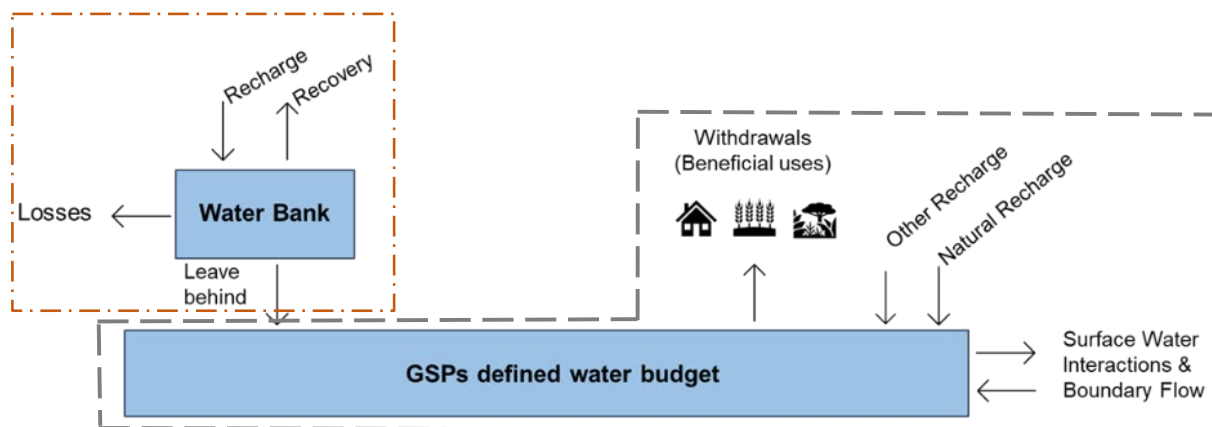 Recharge
Recovery
Losses
Water Bank
Leave
behind
Withdrawals
(Beneficial uses)
Other Recharge
Natural Recharge
GSPs defined water budget
Surface Water
Interactions &
Boundary Flow